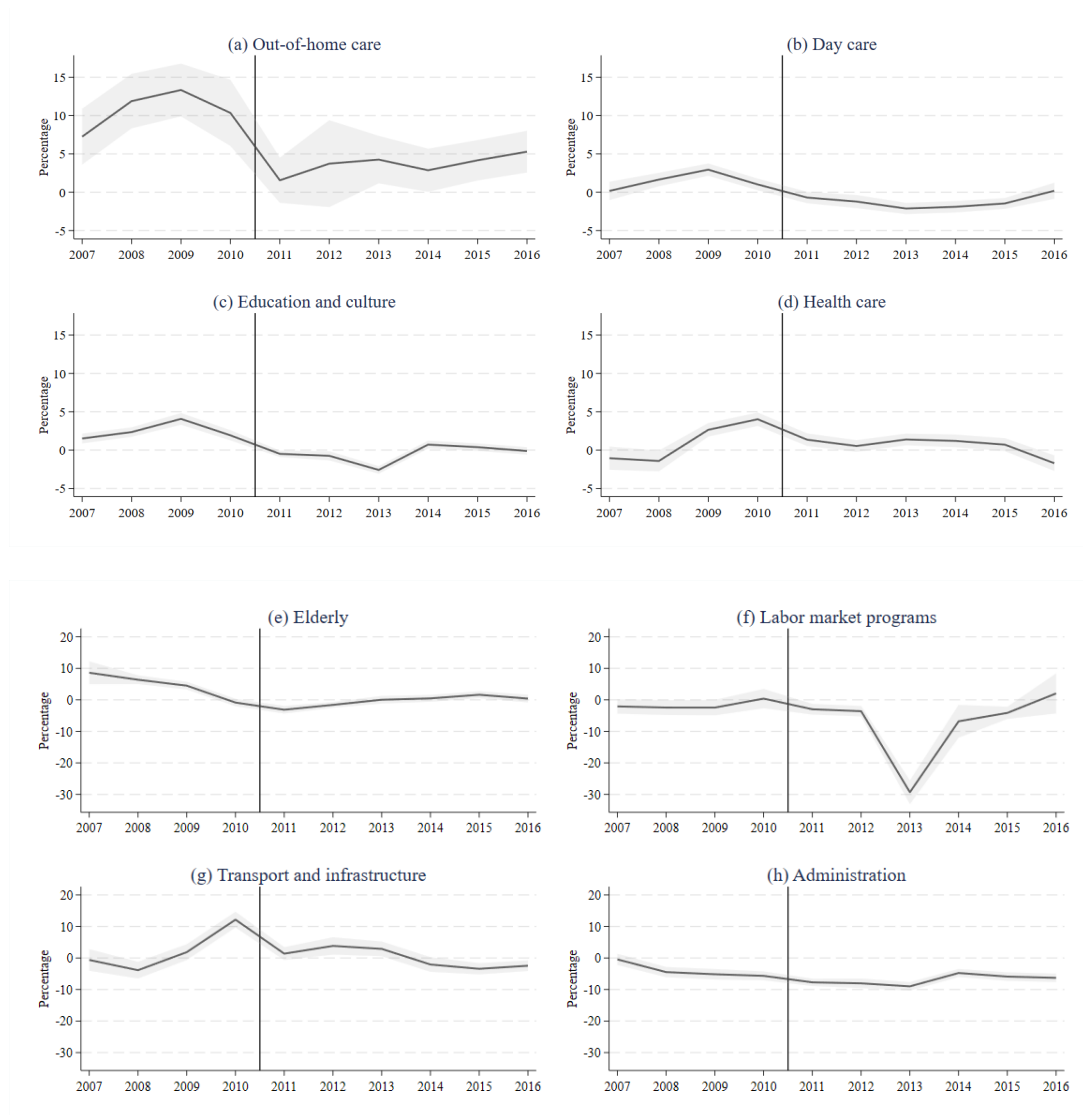 (a) Out-of-home care
(b) Day care
Percentage
15
10
5
0
-5
2007 2008 2009 2010 2011 2012 2013 2014 2015 2016
Percentage
15
10
5
0
-5
2007 2008 2009 2010 2011 2012 2013 2014 2015 2016
(c) Education and culture
(d) Health care
Percentage
15
10
5
0
-5
2007 2008 2009 2010 2011 2012 2013 2014 2015 2016
Percentage
15
10
5
0
-5
2007 2008 2009 2010 2011 2012 2013 2014 2015 2016
(e) Elderly
(f) Labor market programs
Percentage
20
10
0
-10
-20
-30
2007 2008 2009 2010 2011 2012 2013 2014 2015 2016
Percentage
20
10
0
-10
-20
-30
2007 2008 2009 2010 2011 2012 2013 2014 2015 2016
(g) Transport and infrastructure
(h) Administration
Percentage
20
10
0
-10
-20
-30
2007 2008 2009 2010 2011 2012 2013 2014 2015 2016
Percentage
20
10
0
-10
-20
-30
2007 2008 2009 2010 2011 2012 2013 2014 2015 2016